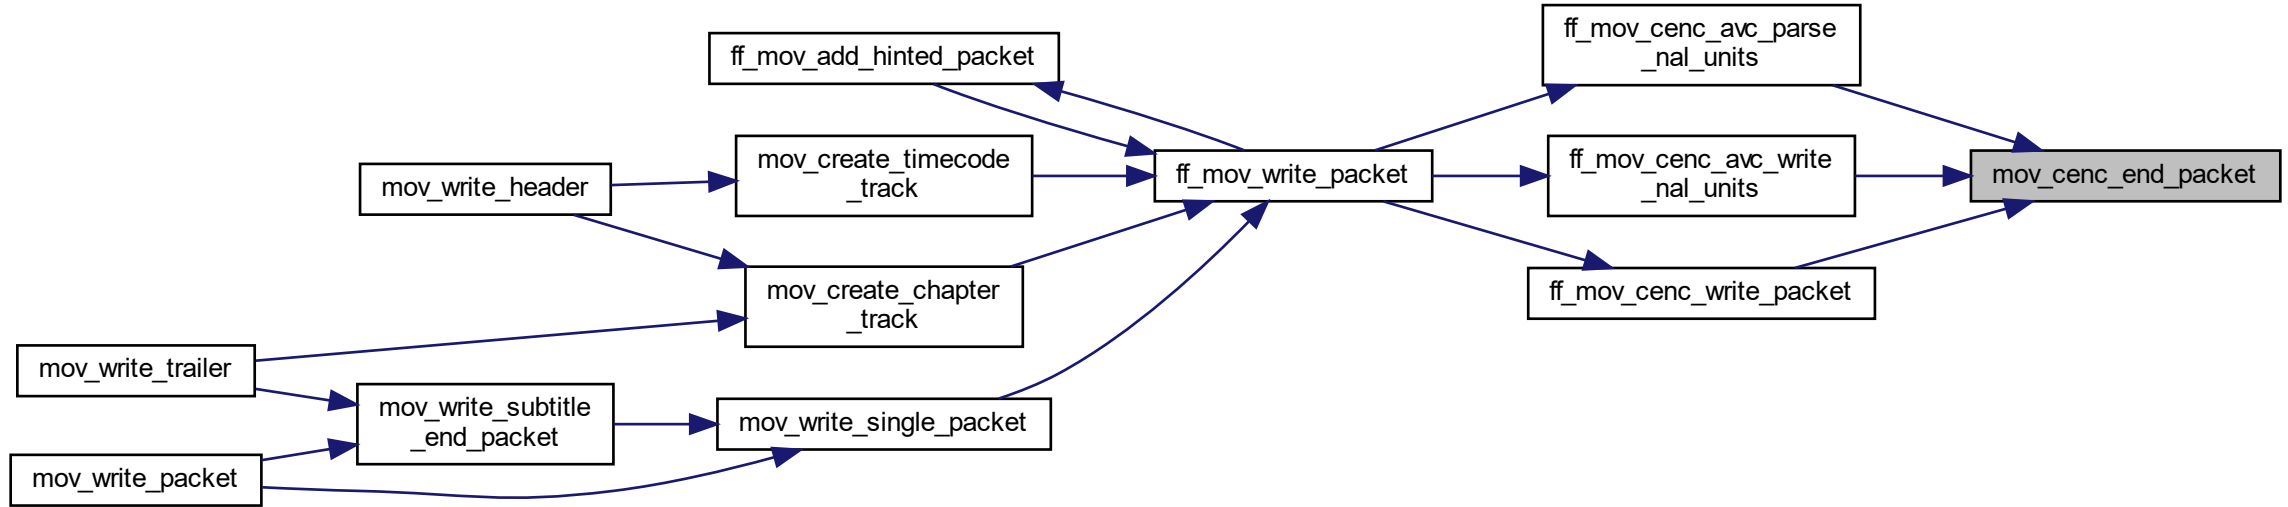 ff_mov_add_hinted_packet
mov_write_header
mov_create_timecode
_track
mov_create_chapter
_track
mov_write_trailer
mov_write_subtitle
_end_packet
mov_write_packet
mov_write_single_packet
ff_mov_write_packet
ff_mov_cenc_avc_parse
_nal_units
ff_mov_cenc_avc_write
_nal_units
ff_mov_cenc_write_packet
mov_cenc_end_packet